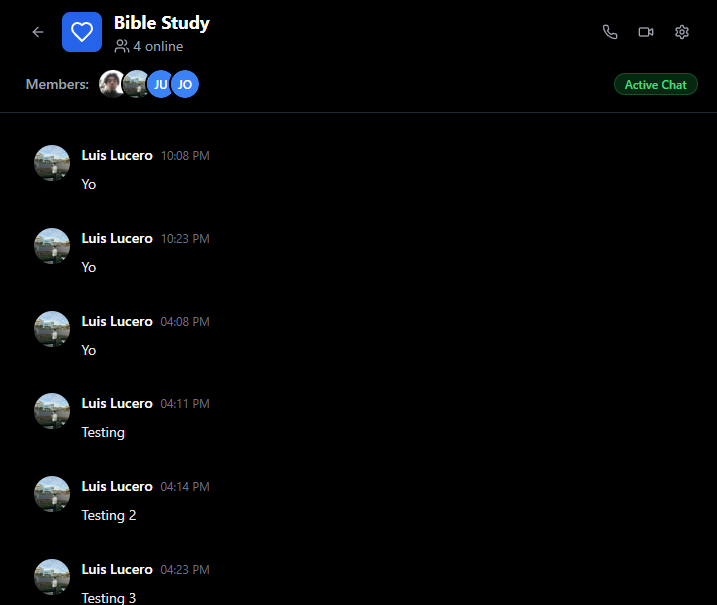 Bible Study
4 online
Members: JU JO Active Chat
Luis Lucero 10:08 PM
Yo
Luis Lucero 10:23 PM
Yo
Luis Lucero 04:08 PM
Yo
Luis Lucero 04:11 PM
Testing
Luis Lucero 04:14 PM
Testing 2
Luis Lucero 04:23 PM
Testing 3